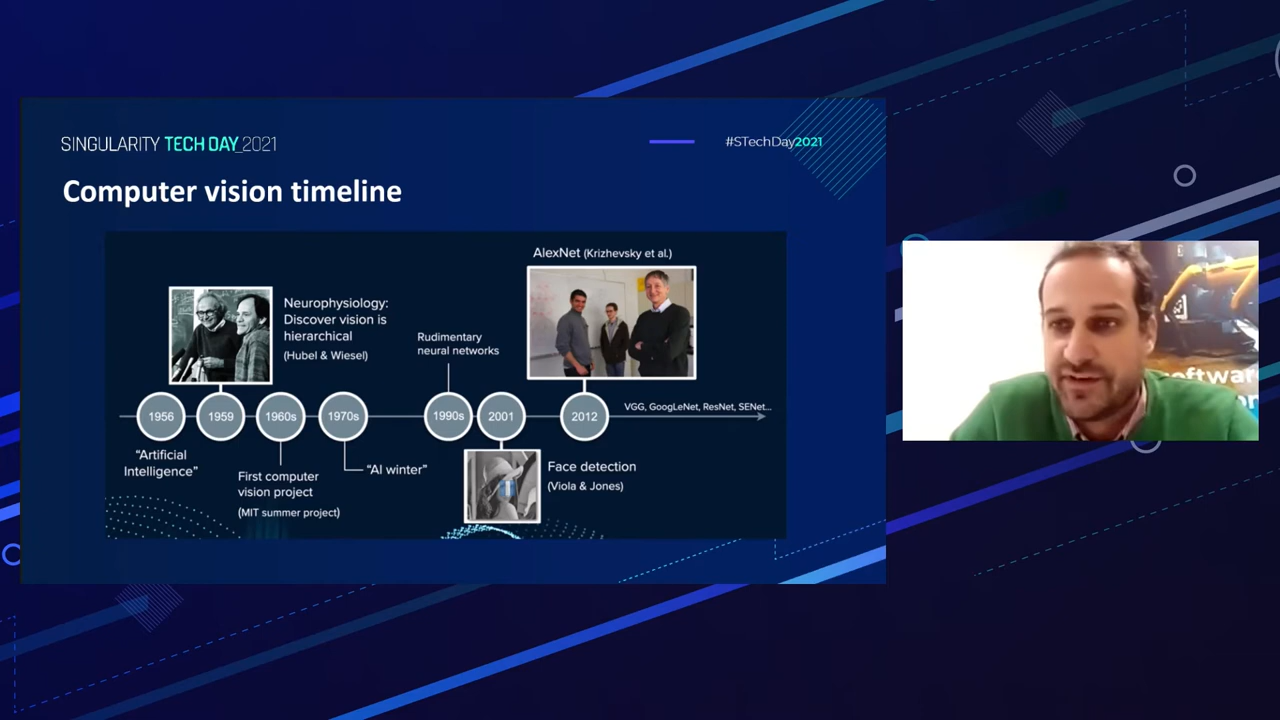 SINGULARITY TECH DAY_2021
#STechDay2021
Computer vision timeline
AlexNet (Krizhevsky et al.)
Neurophysiology:
Discover vision is
hierarchical
(Hubel & Wiesel)
Rudimentary
neural networks
1956
1959
1960s
1970s
1990s
2001
2012
VGG, GoogLeNet, ResNet, SENet...
“Artificial
Intelligence”
First computer
vision project
(MIT summer project)
“AI winter”
Face detection
(Viola & Jones)